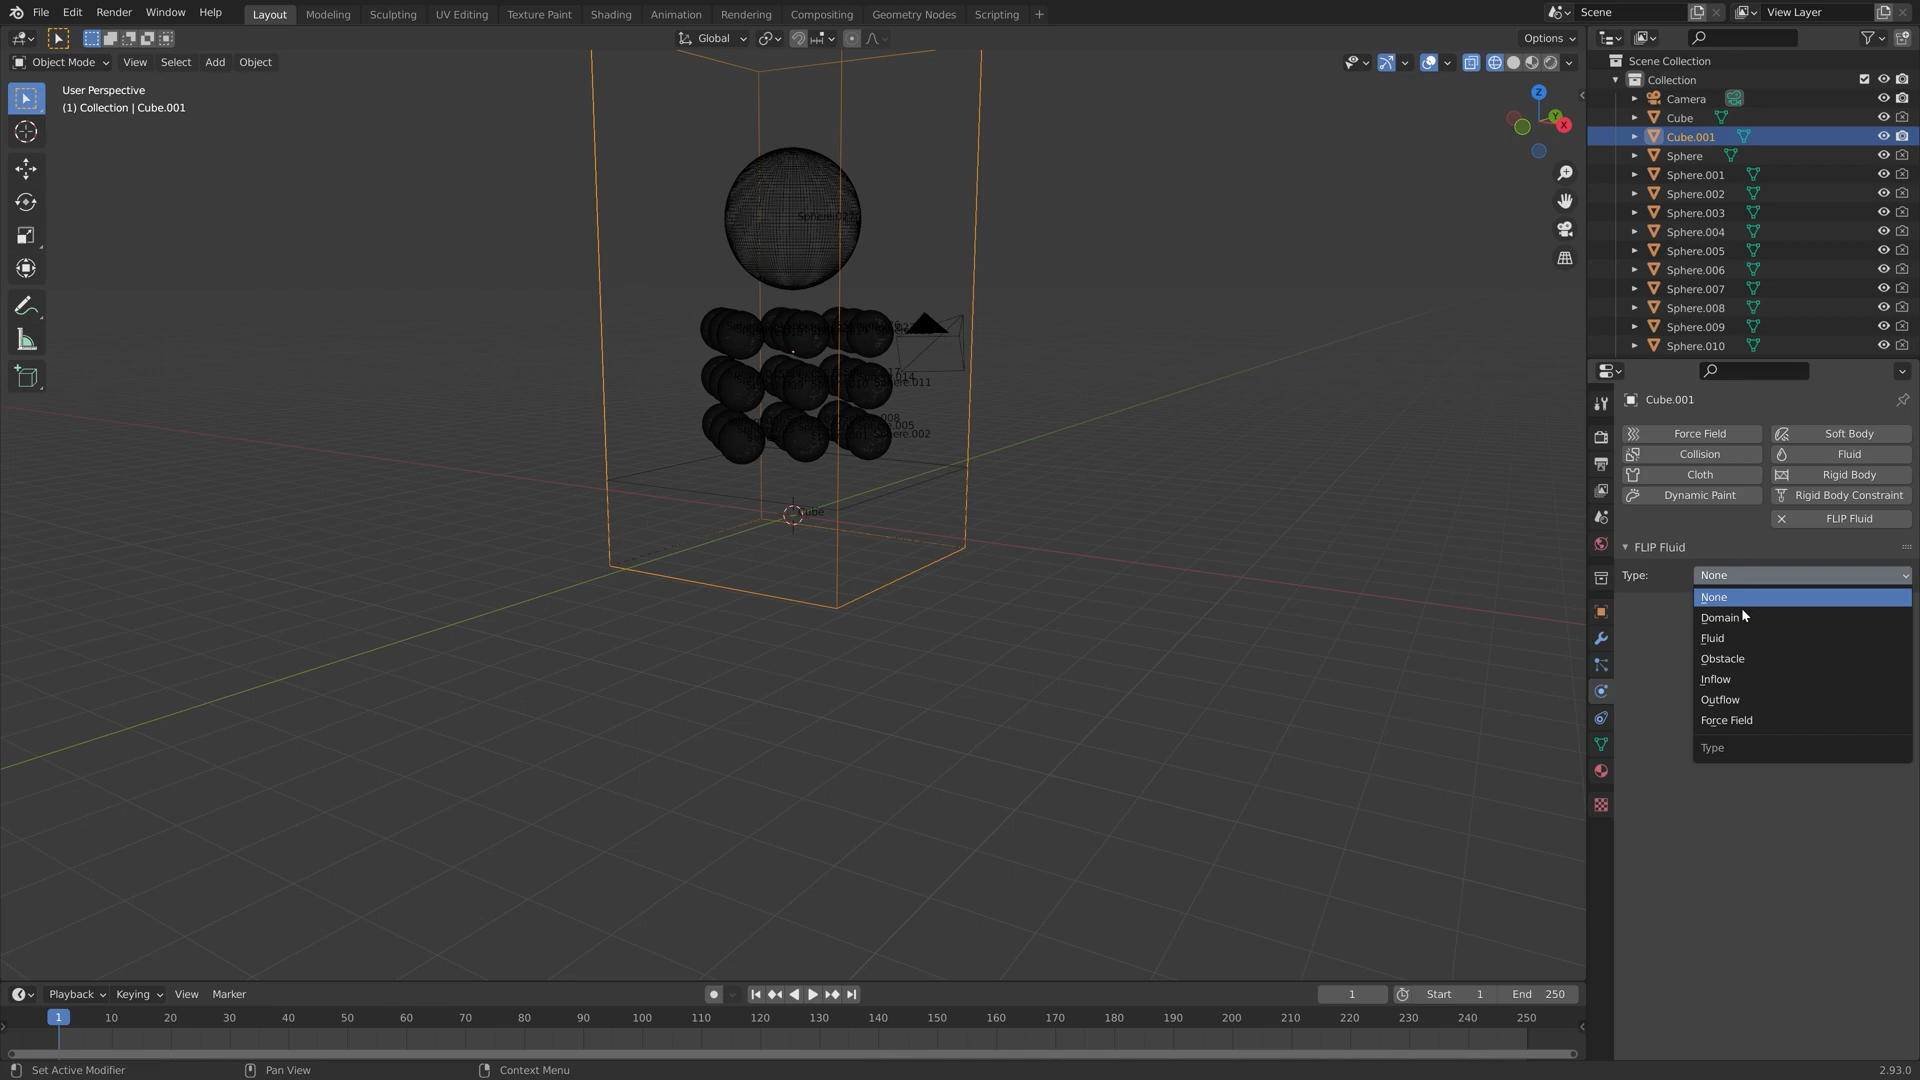 File Edit Render Window Help
Layout Modeling Sculpting UV Editing Texture Paint Shading Animation Rendering Compositing Geometry Nodes Scripting +
Scene
View Layer
Global
Options
Object Mode View Select Add Object
User Perspective
(1) Collection | Cube.001
Z
Y
X
Sphere.011
Sphere.002
Scene Collection
Collection
Camera
Cube
Cube.001
Sphere
Sphere.001
Sphere.002
Sphere.003
Sphere.004
Sphere.005
Sphere.006
Sphere.007
Sphere.008
Sphere.009
Sphere.010
Cube.001
Force Field
Soft Body
Collision
Fluid
Cloth
Rigid Body
Dynamic Paint
Rigid Body Constraint
FLIP Fluid
FLIP Fluid
Type: None
None
Domain
Fluid
Obstacle
Inflow
Outflow
Force Field
Type
Playback Keying View Marker
1
Start 1
End 250
1 10 20 30 40 50 60 70 80 90 100 110 120 130 140 150 160 170 180 190 200 210 220 230 240 250
Set Active Modifier
Pan View
Context Menu
2.93.0